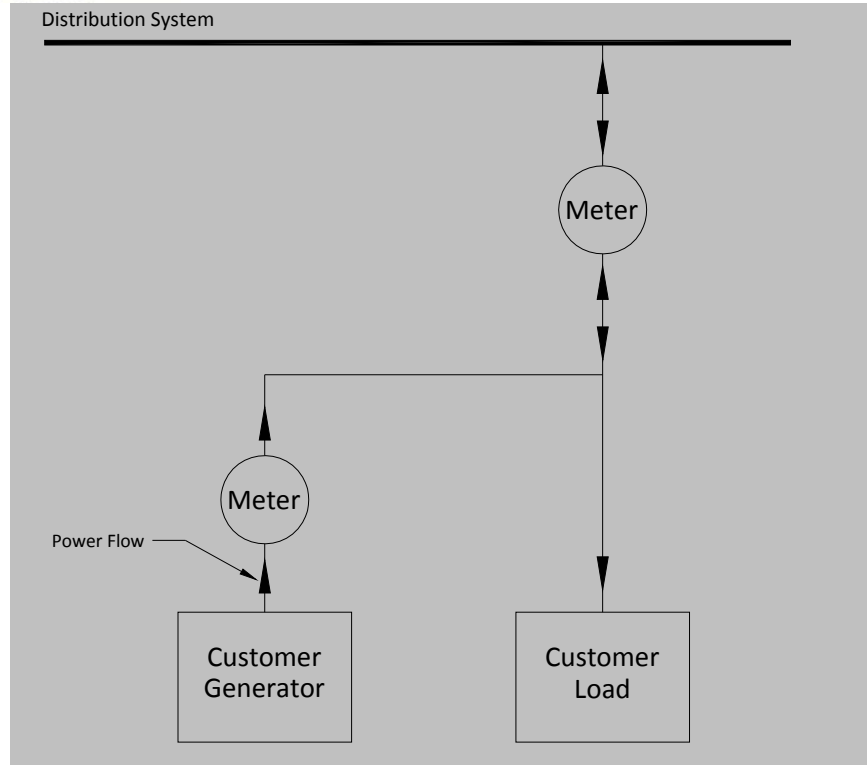 Distribution System
Meter
Meter
Power Flow
Customer
Generator
Customer
Load